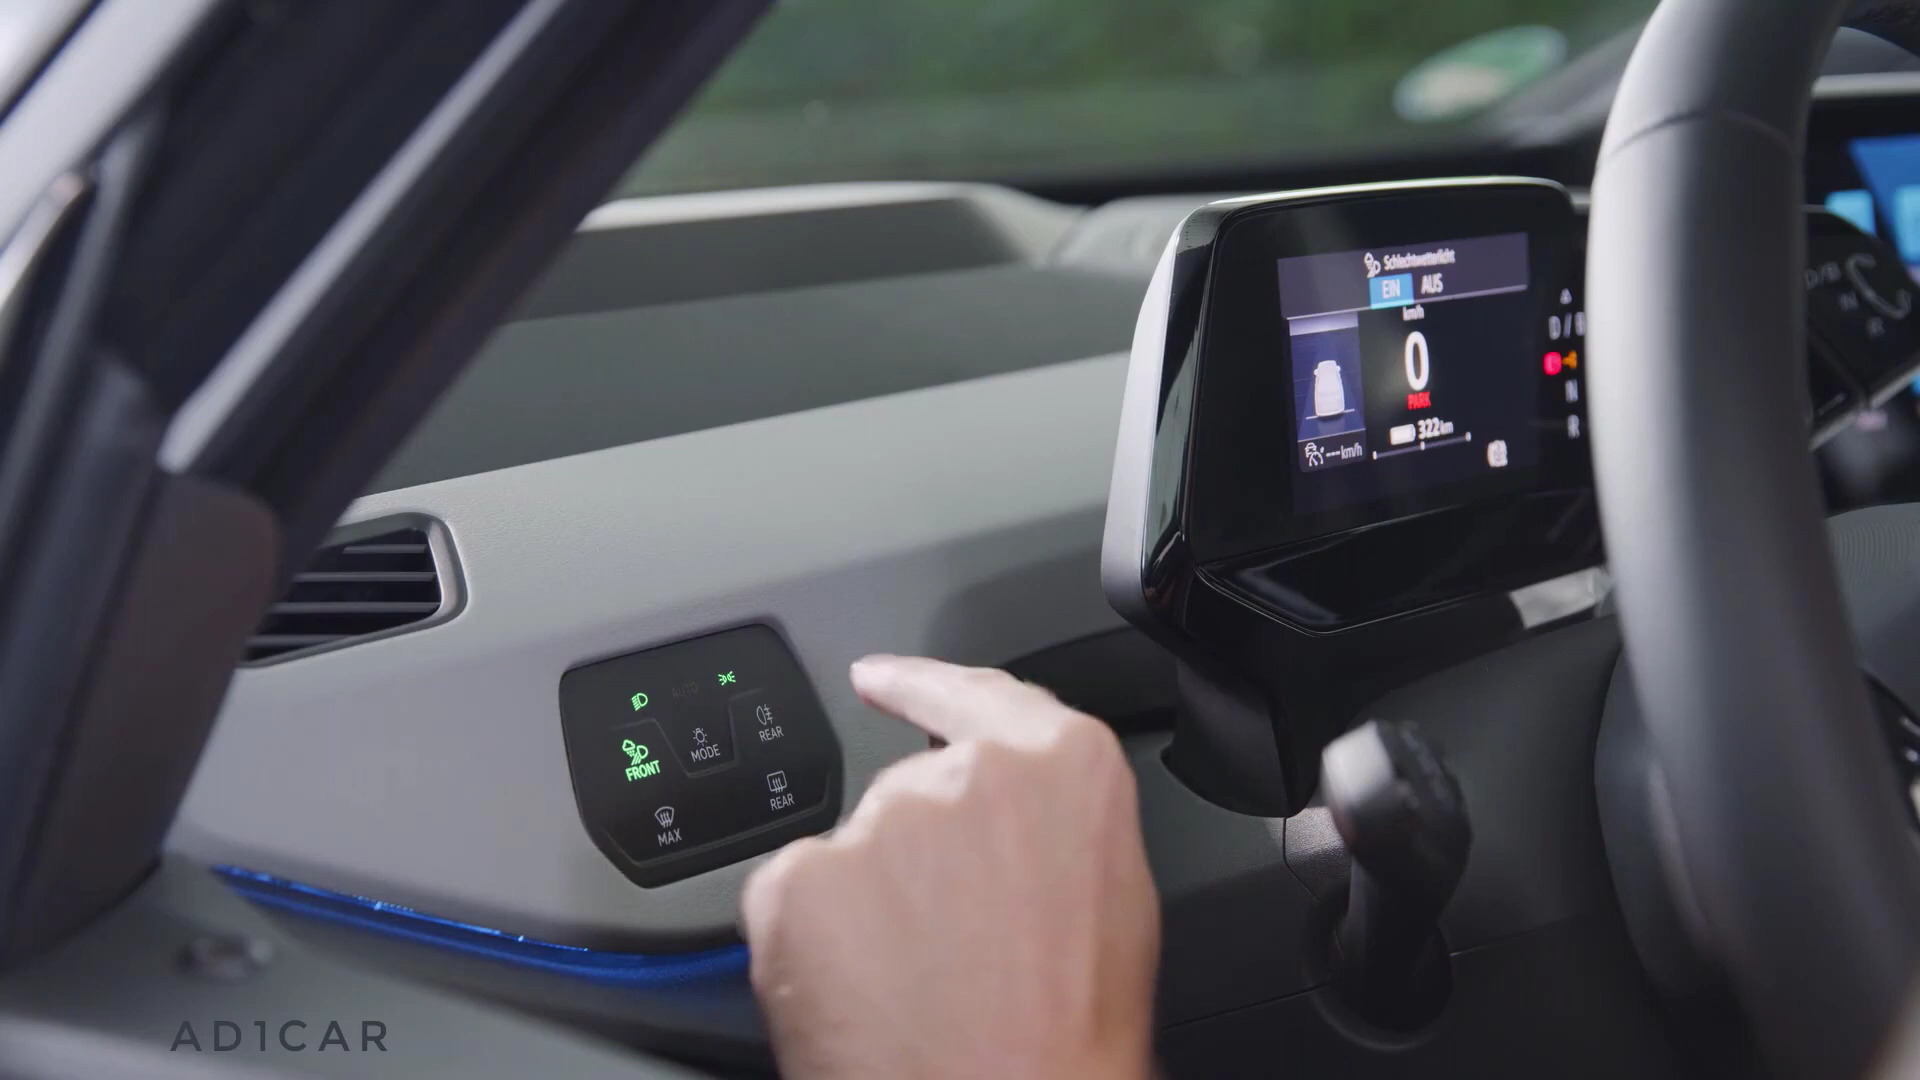 Schlechtwetterlicht
EIN AUS
km/h
0
PARK
322 km
--- km/h
D / B
N
R
D/B
N
R
AUTO
MODE
REAR
FRONT
REAR
MAX
AD1CAR